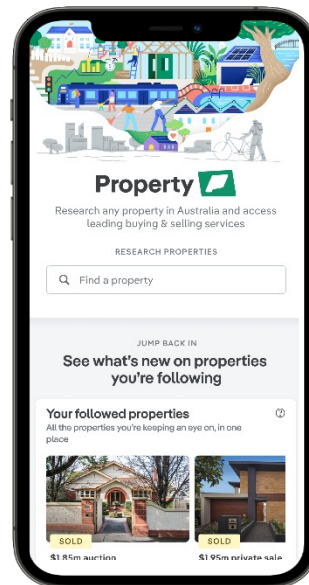 Property
Research any property in Australia and access
leading buying & selling services
RESEARCH PROPERTIES
Find a property
JUMP BACK IN
See what's new on properties
you're following
Your followed properties
All the properties you're keeping an eye on, in one
place
SOLD
SOLD
$1.85m auction
$1.95m private sale